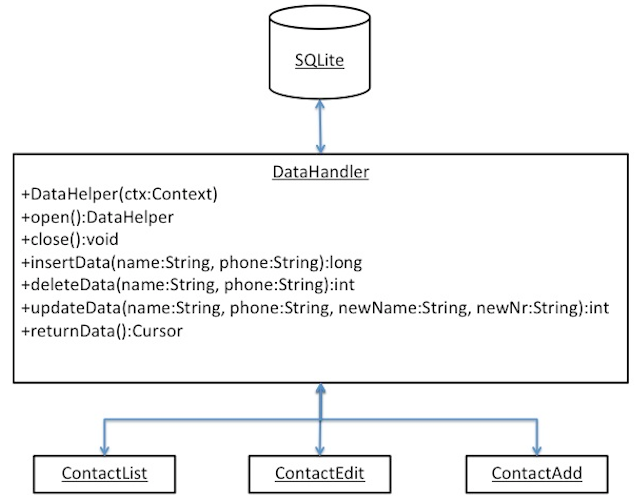 SQLite
DataHandler
+DataHelper(ctx:Context)
+open():DataHelper
+close():void
+insertData(name:String, phone:String):long
+deleteData(name:String, phone:String):int
+updateData(name:String, phone:String, newName:String, newNr:String):int
+returnData():Cursor
ContactList
ContactEdit
ContactAdd